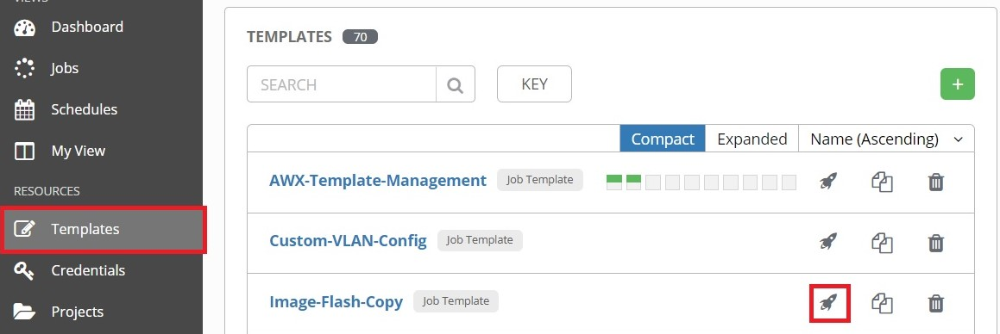 VIEWS
Dashboard
Jobs
Schedules
My View
RESOURCES
Templates
Credentials
Projects
TEMPLATES 70
SEARCH
KEY
+
Compact Expanded Name (Ascending)
AWX-Template-Management Job Template
Custom-VLAN-Config Job Template
Image-Flash-Copy Job Template